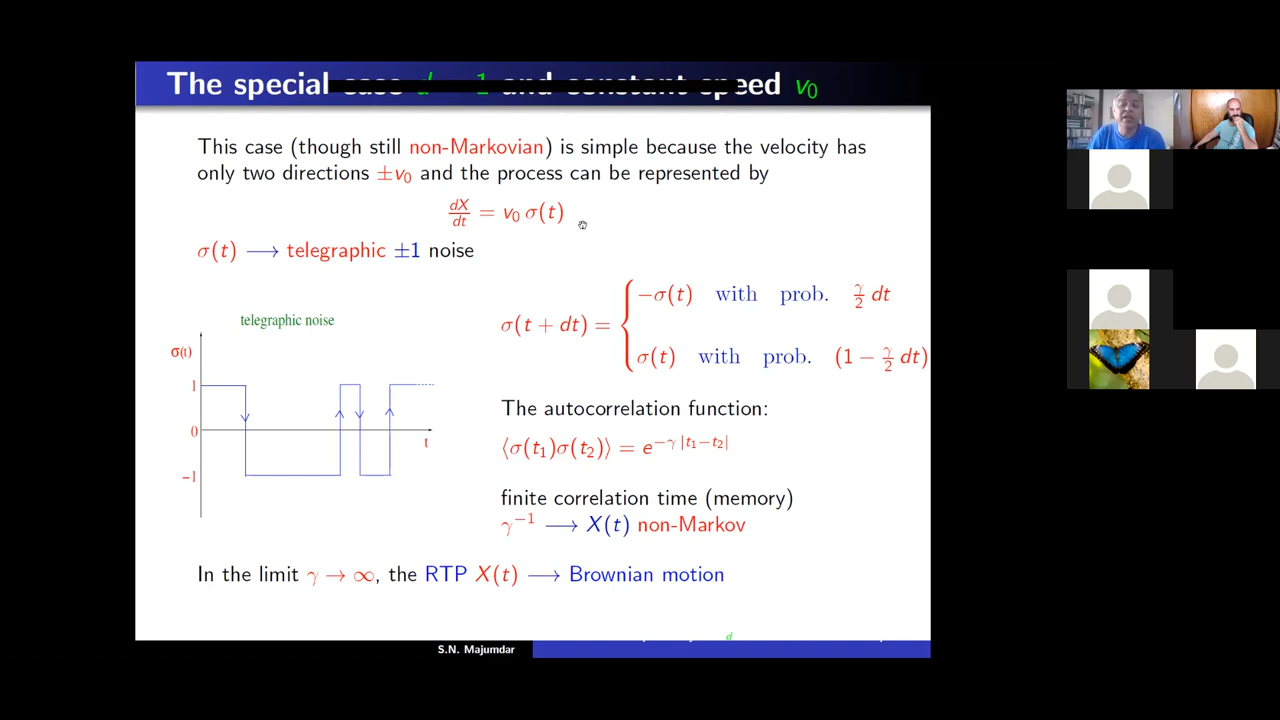 The special case d = 1 and constant speed v₀
This case (though still non-Markovian) is simple because the velocity has
only two directions ±v₀ and the process can be represented by
dX/dt = v₀ σ(t)
σ(t) ⟶ telegraphic ±1 noise
telegraphic noise
σ(t)
1
0
−1
t
σ(t + dt) = { −σ(t) with prob. γ/2 dt
σ(t) with prob. (1 − γ/2 dt)
The autocorrelation function:
⟨σ(t₁)σ(t₂)⟩ = e^{−γ |t₁−t₂|}
finite correlation time (memory)
γ⁻¹ ⟶ X(t) non-Markov
In the limit γ → ∞, the RTP X(t) ⟶ Brownian motion
d
S.N. Majumdar